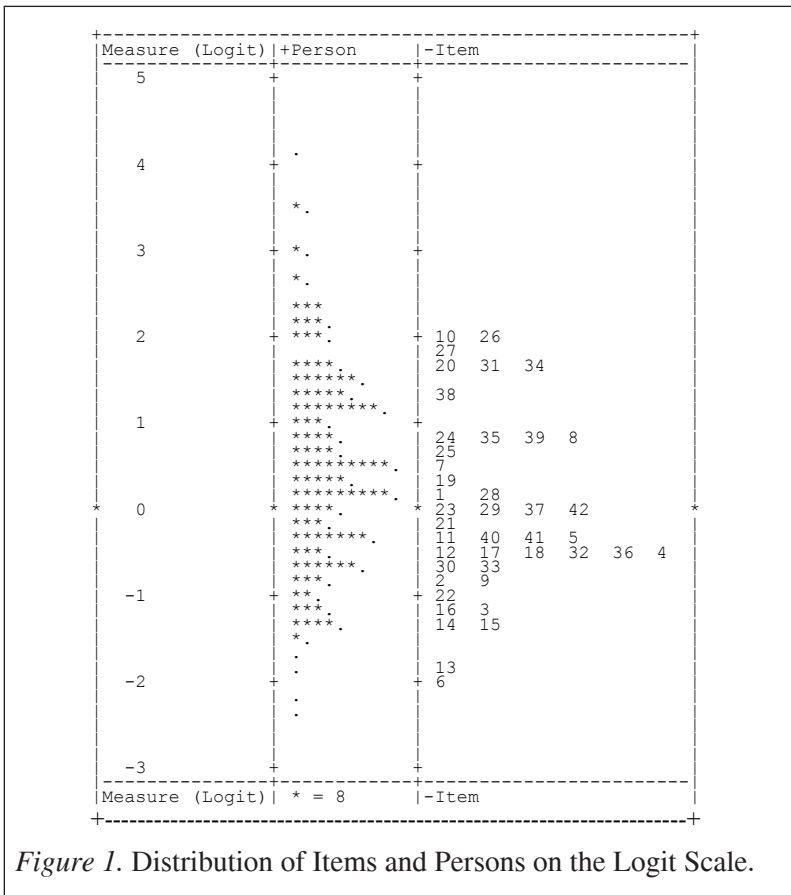 +---------------------------------------------------------------------+
|Measure (Logit)|+Person |-Item |
5 + +
.
4 + +
*.
3 + + *.
*.
***
***.
2 + ***. + 10 26
27
****. 20 31 34
******.
*****. 38
********.
1 + ***. +
****. 24 35 39 8
****. 25
*********. 7
*****. 19
*********. 1 28
* 0 * ****. * 23 29 37 42 *
***. 21
*******. 11 40 41 5
***. 12 17 18 32 36 4
******. 30 33
***. 2 9
-1 + **. + 22
***. 16 3
****. 14 15
*.
.
. 13
-2 + + 6
.
.
-3 + +
|Measure (Logit)| * = 8 |-Item |
+---------------------------------------------------------------------+
Figure 1. Distribution of Items and Persons on the Logit Scale.